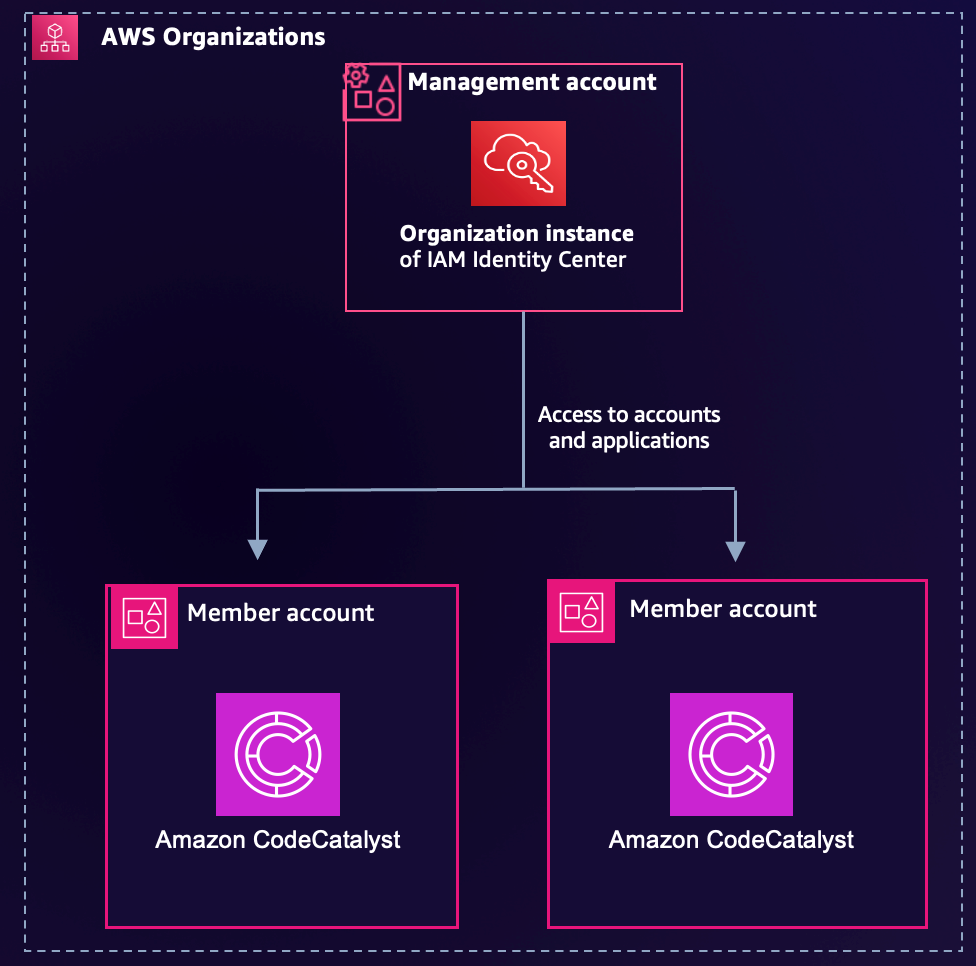 AWS Organizations
Management account
Organization instance
of IAM Identity Center
Access to accounts
and applications
Member account
Amazon CodeCatalyst
Member account
Amazon CodeCatalyst